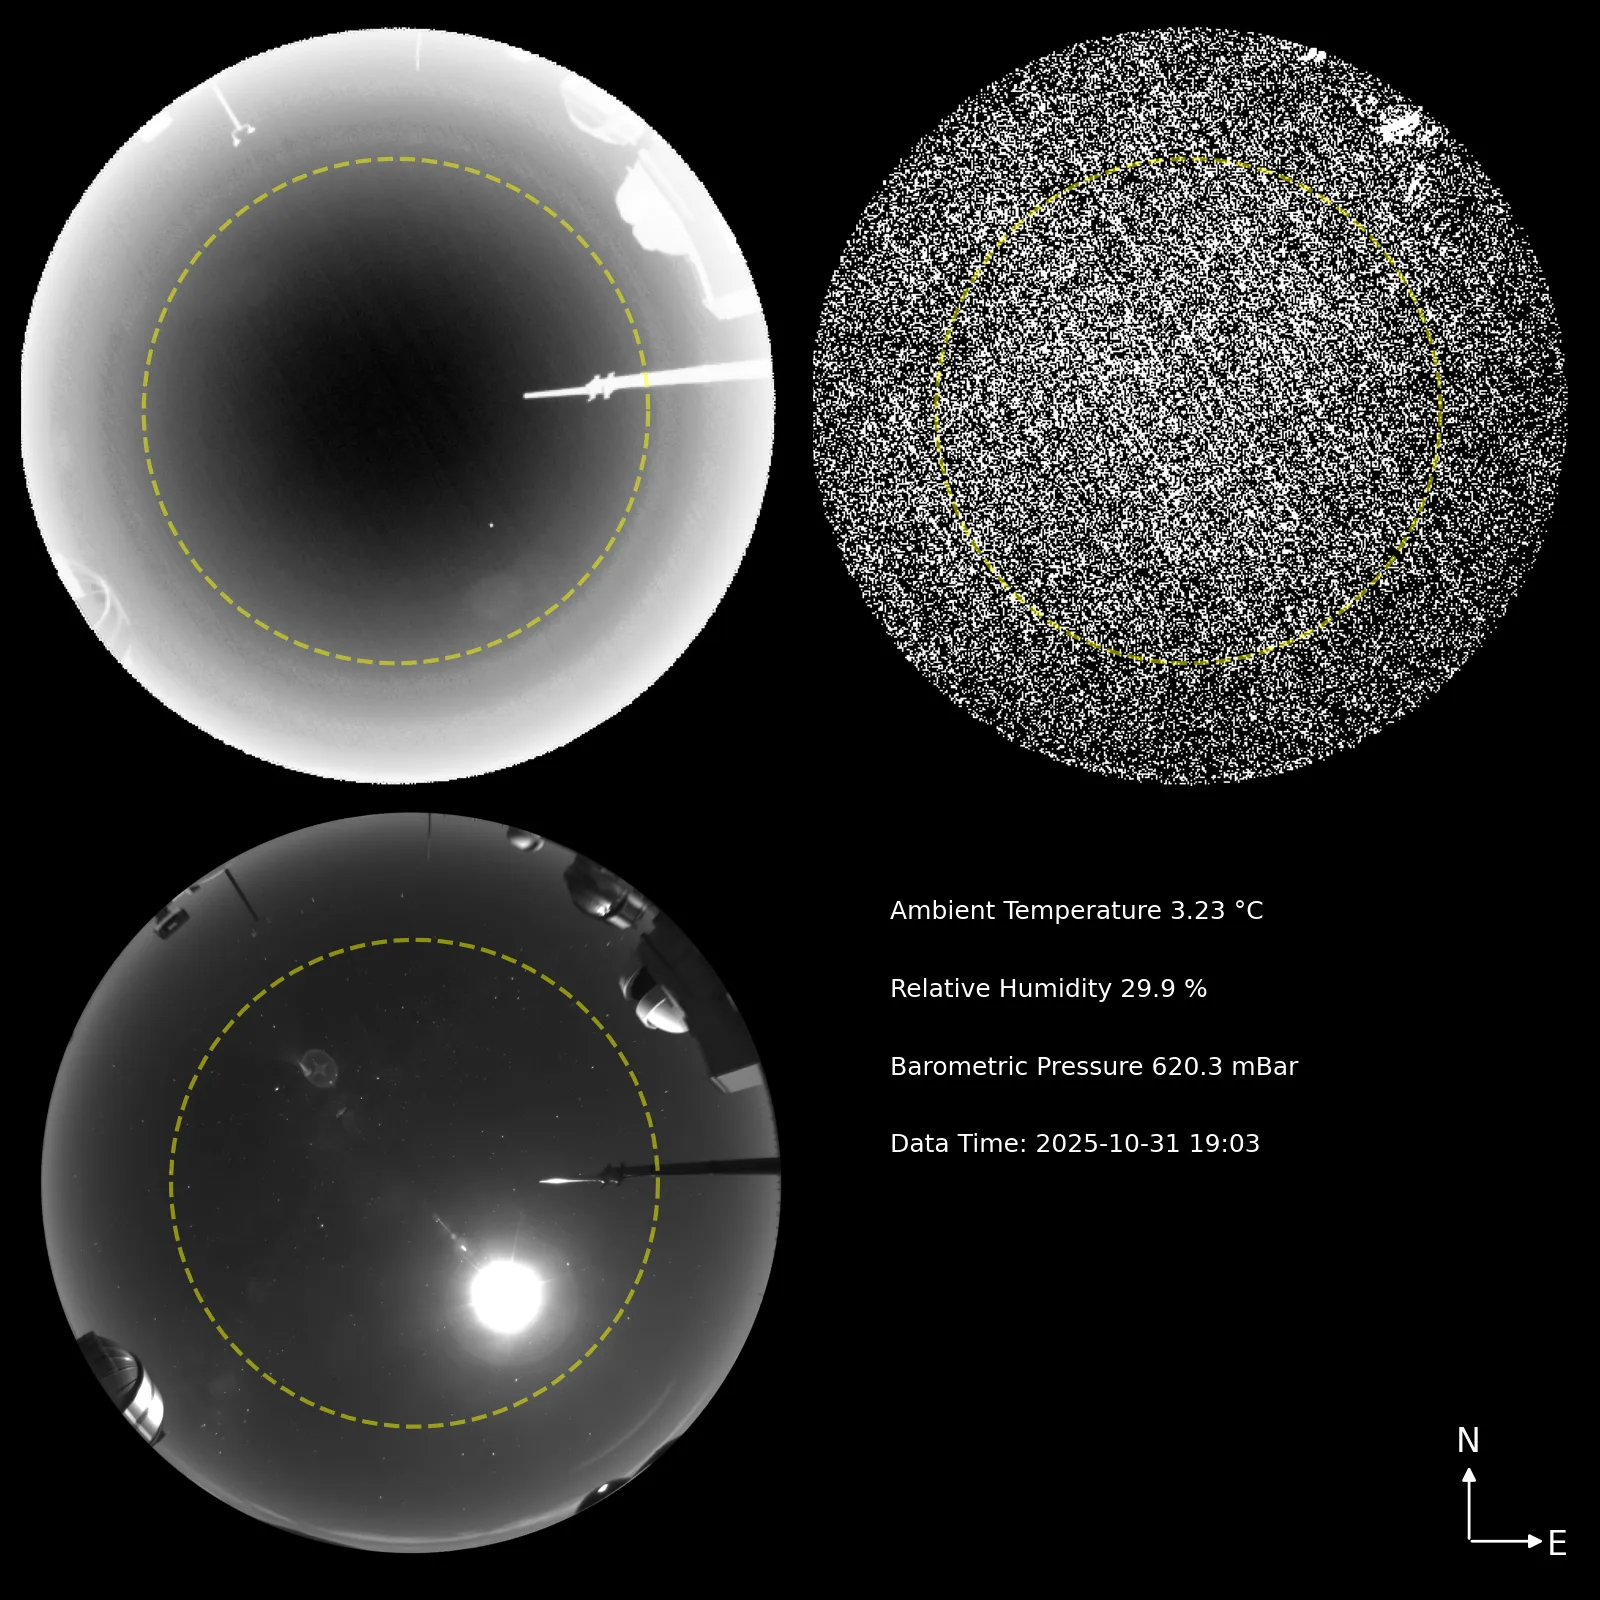 Ambient Temperature 3.23 °C
Relative Humidity 29.9 %
Barometric Pressure 620.3 mBar
Data Time: 2025-10-31 19:03
N
E